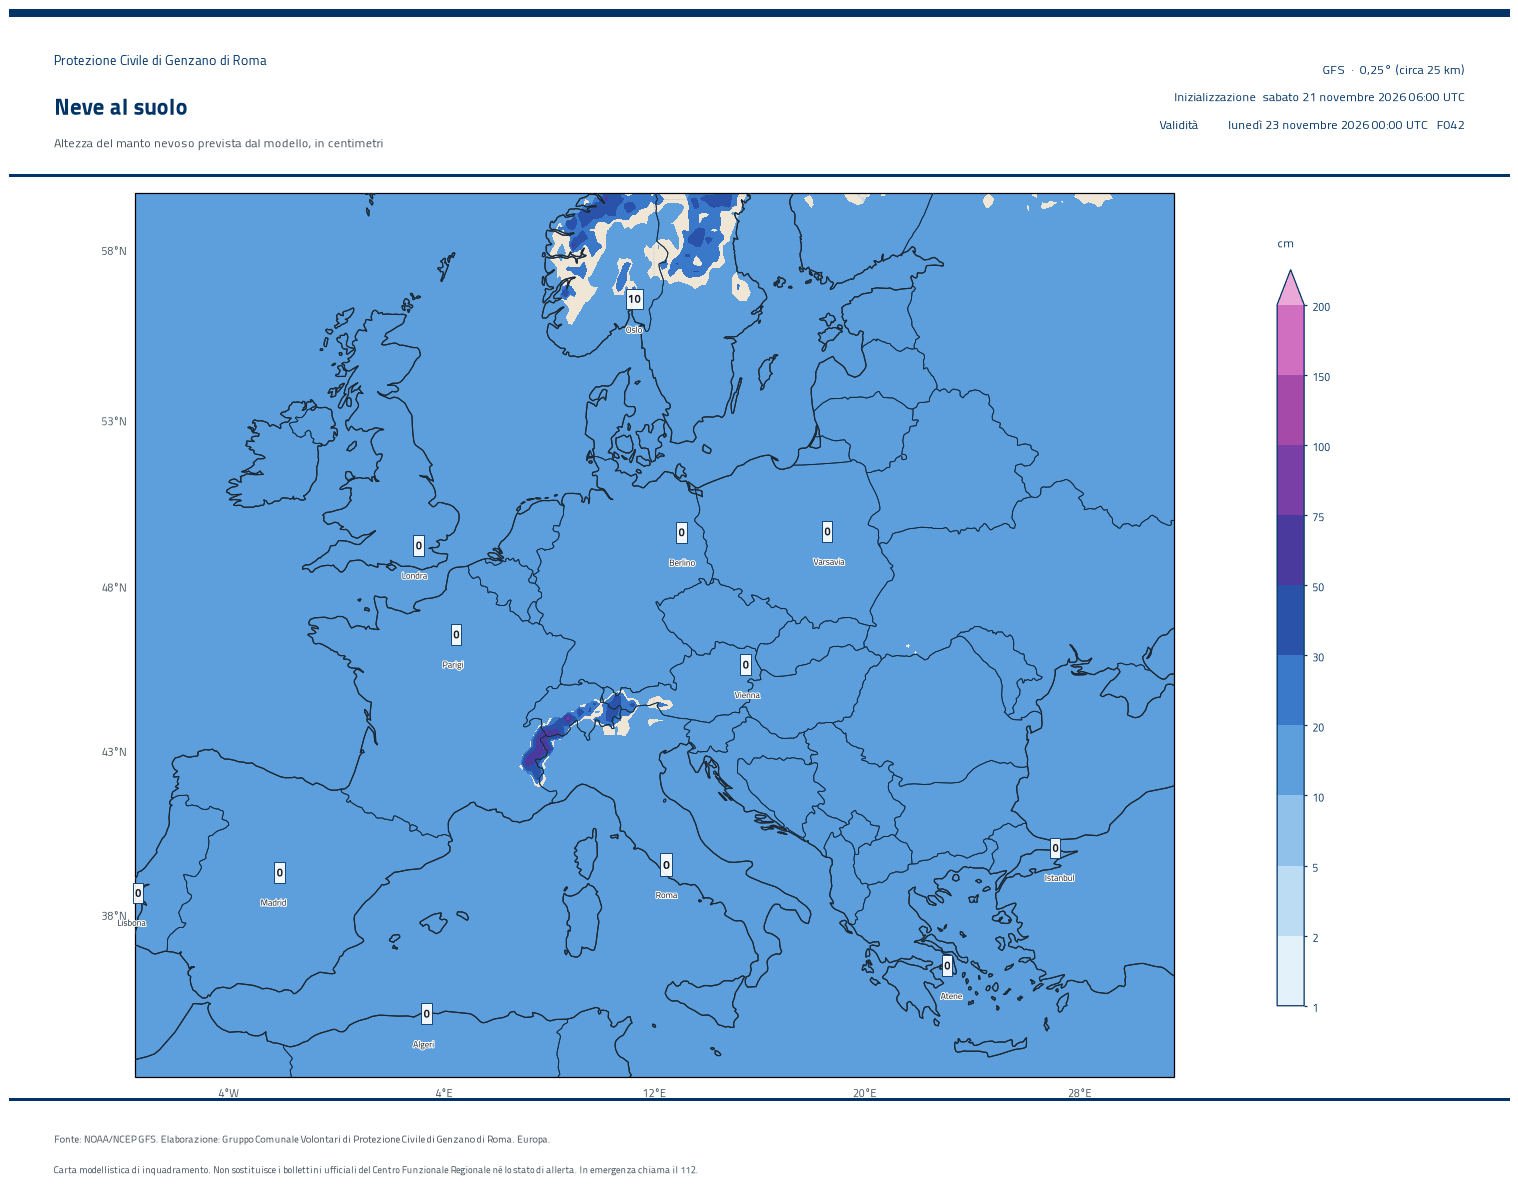 Protezione Civile di Genzano di Roma
Neve al suolo
Altezza del manto nevoso prevista dal modello, in centimetri
GFS · 0,25° (circa 25 km)
Inizializzazione sabato 21 novembre 2026 06:00 UTC
Validità lunedì 23 novembre 2026 00:00 UTC F042
58°N
53°N
48°N
43°N
38°N
10
Oslo
0
Londra
0
Berlino
0
Varsavia
0
Parigi
0
Vienna
0
Madrid
0
Lisbona
0
Roma
0
Istanbul
0
Atene
0
Algeri
4°W
4°E
12°E
20°E
28°E
cm
200
150
100
75
50
30
20
10
5
2
1
Fonte: NOAA/NCEP GFS. Elaborazione: Gruppo Comunale Volontari di Protezione Civile di Genzano di Roma. Europa.
Carta modellistica di inquadramento. Non sostituisce i bollettini ufficiali del Centro Funzionale Regionale né lo stato di allerta. In emergenza chiama il 112.